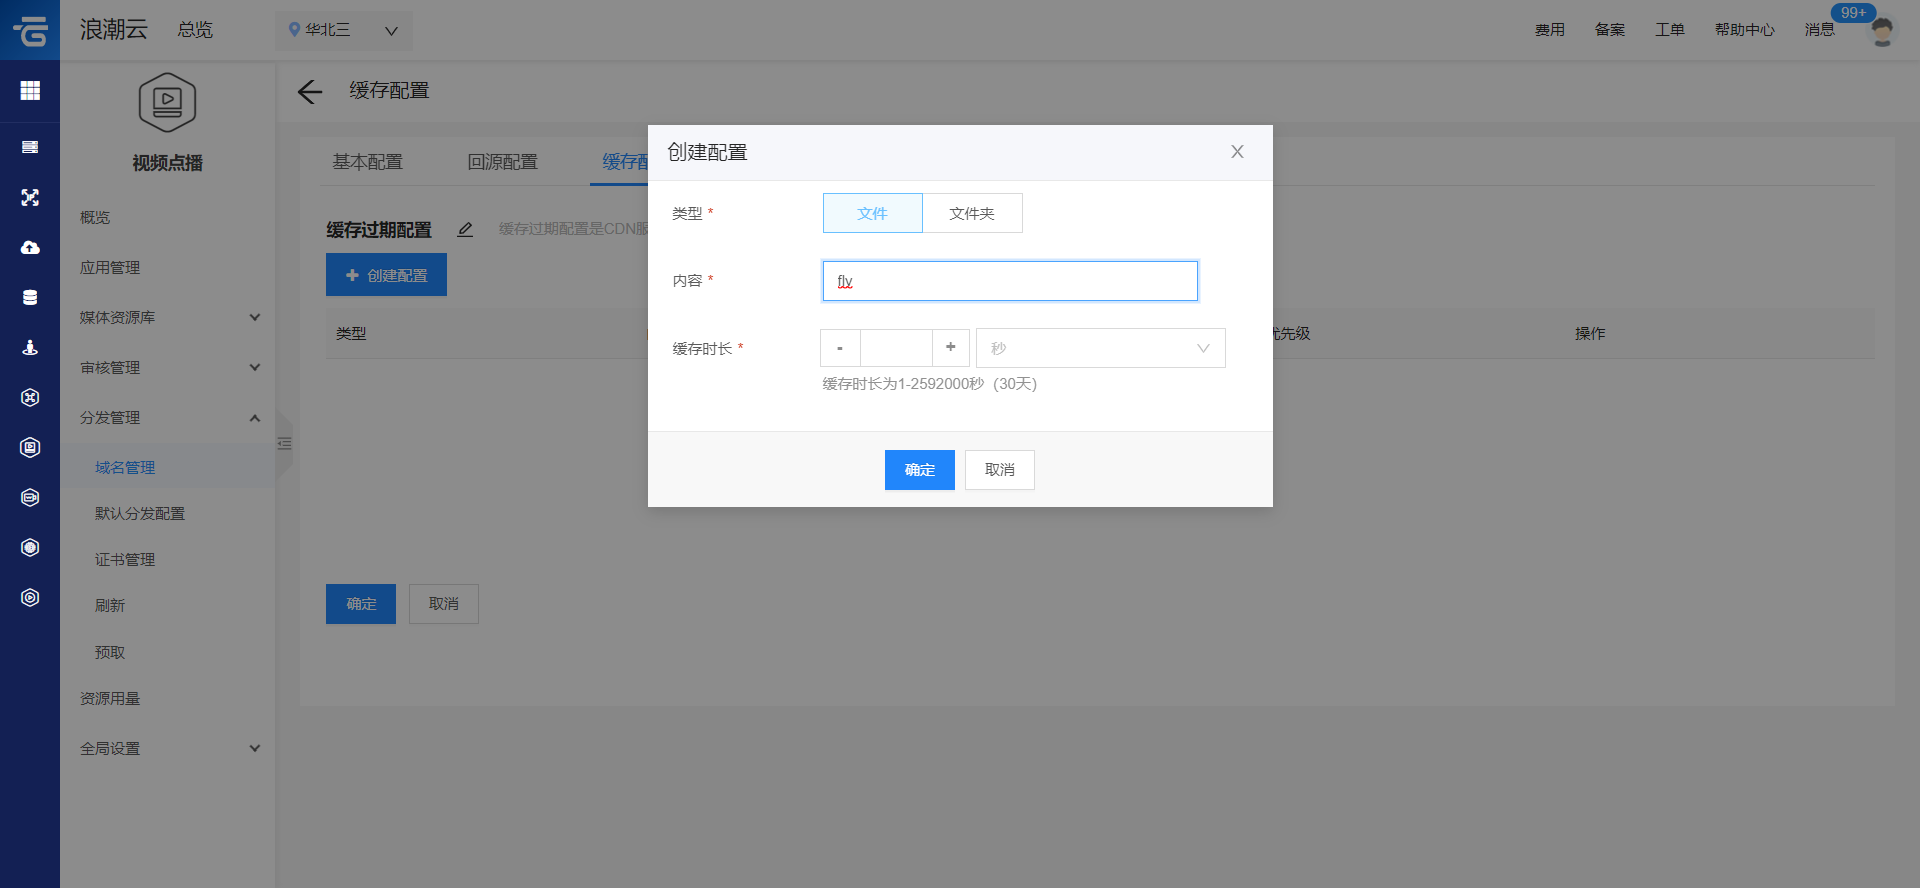 浪潮云 总览 华北三 费用 备案 工单 帮助中心 消息 99+
视频点播
概览
应用管理
媒体资源库
审核管理
分发管理
域名管理
默认分发配置
证书管理
刷新
预取
资源用量
全局设置
缓存配置
基本配置 回源配置 缓存配
缓存过期配置 缓存过期配置是CDN服
创建配置
类型 优先级 操作
确定 取消
创建配置
类型 * 文件 文件夹
内容 * flv
缓存时长 * - + 秒
缓存时长为1-2592000秒（30天）
确定 取消